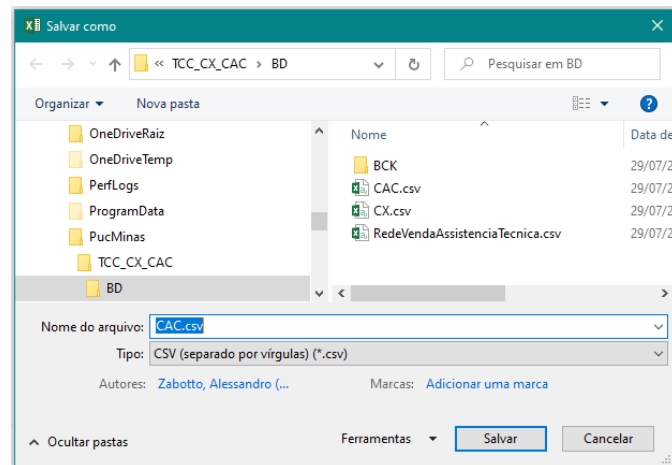 Salvar como
« TCC_CX_CAC > BD
Pesquisar em BD
Organizar
Nova pasta
OneDriveRaiz
OneDriveTemp
PerfLogs
ProgramData
PucMinas
TCC_CX_CAC
BD
Nome
Data de
BCK
29/07/2
CAC.csv
29/07/2
CX.csv
29/07/2
RedeVendaAssistenciaTecnica.csv
29/07/2
Nome do arquivo: CAC.csv
Tipo: CSV (separado por vírgulas) (*.csv)
Autores: Zabotto, Alessandro (...
Marcas: Adicionar uma marca
Ocultar pastas
Ferramentas
Salvar
Cancelar